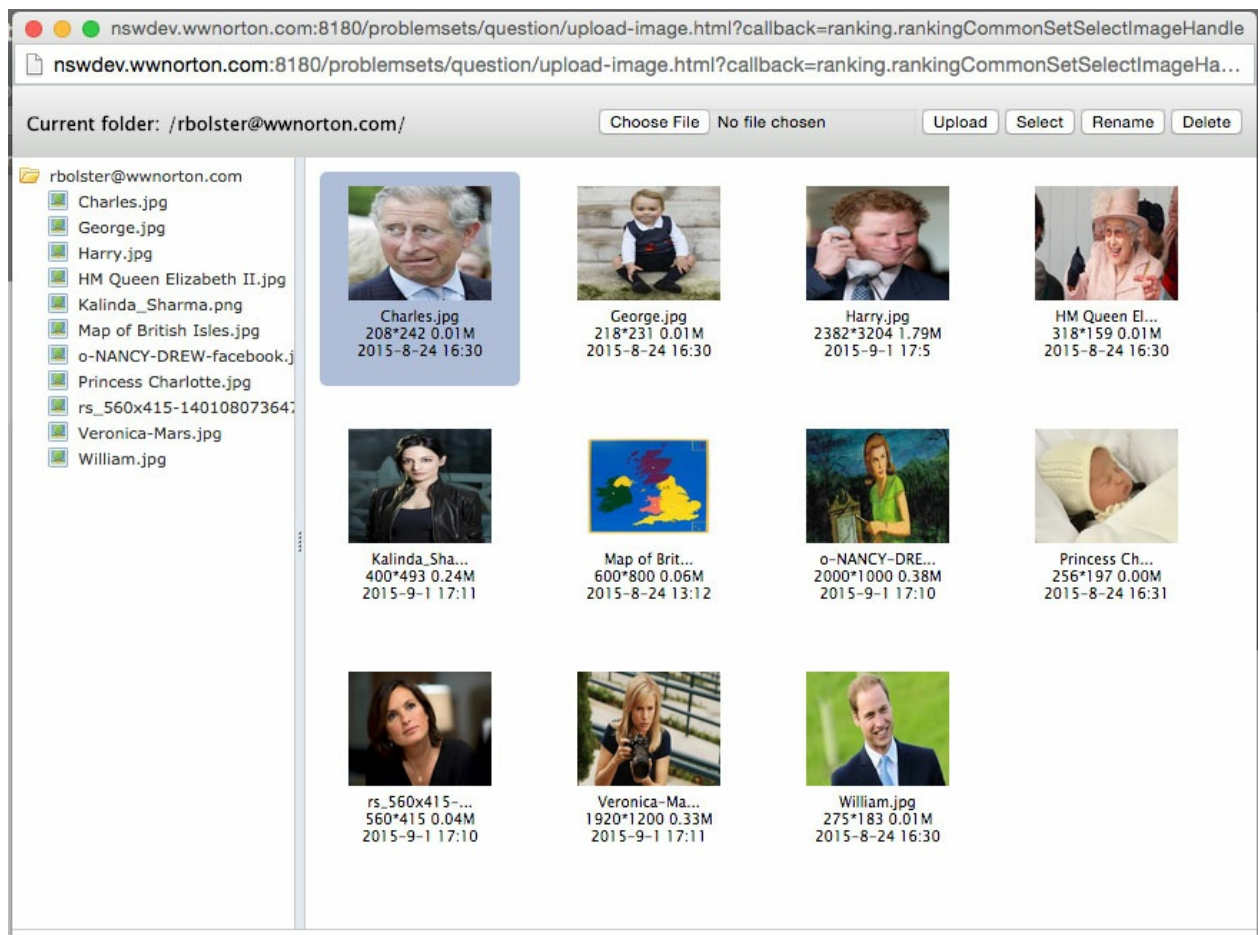 nswdev.wwnorton.com:8180/problemsets/question/upload-image.html?callback=ranking.rankingCommonSetSelectImageHandle
nswdev.wwnorton.com:8180/problemsets/question/upload-image.html?callback=ranking.rankingCommonSetSelectImageHa...
Current folder: /rbolster@wwnorton.com/ Choose File No file chosen Upload Select Rename Delete
rbolster@wwnorton.com
Charles.jpg
George.jpg
Harry.jpg
HM Queen Elizabeth II.jpg
Kalinda_Sharma.png
Map of British Isles.jpg
o-NANCY-DREW-facebook.j
Princess Charlotte.jpg
rs_560x415-140108073647
Veronica-Mars.jpg
William.jpg
Charles.jpg
208*242 0.01M
2015-8-24 16:30
George.jpg
218*231 0.01M
2015-8-24 16:30
Harry.jpg
2382*3204 1.79M
2015-9-1 17:5
HM Queen El...
318*159 0.01M
2015-8-24 16:30
Kalinda_Sha...
400*493 0.24M
2015-9-1 17:11
Map of Brit...
600*800 0.06M
2015-8-24 13:12
o-NANCY-DRE...
2000*1000 0.38M
2015-9-1 17:10
Princess Ch...
256*197 0.00M
2015-8-24 16:31
rs_560x415-...
560*415 0.04M
2015-9-1 17:10
Veronica-Ma...
1920*1200 0.33M
2015-9-1 17:11
William.jpg
275*183 0.01M
2015-8-24 16:30